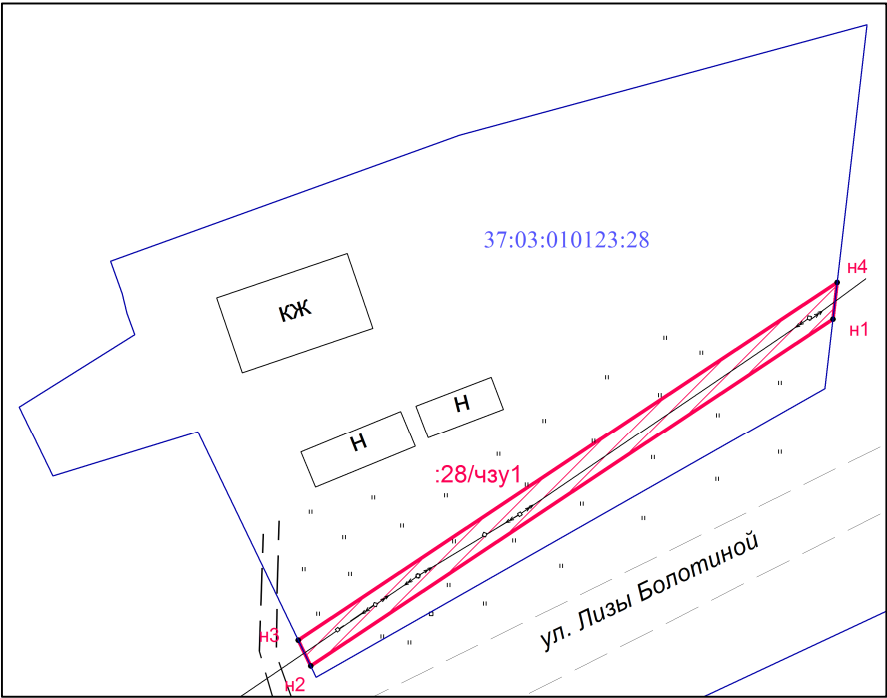 37:03:010123:28
н4
КЖ
н1
Н
Н
:28/чзу1
ул. Лизы Болотиной
н3
н2